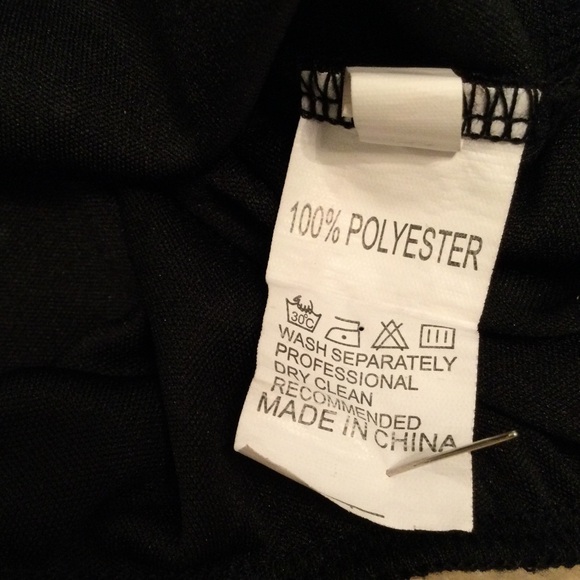 100% POLYESTER
30°C
WASH SEPARATELY
PROFESSIONAL
DRY CLEAN
RECOMMENDED
MADE IN CHINA